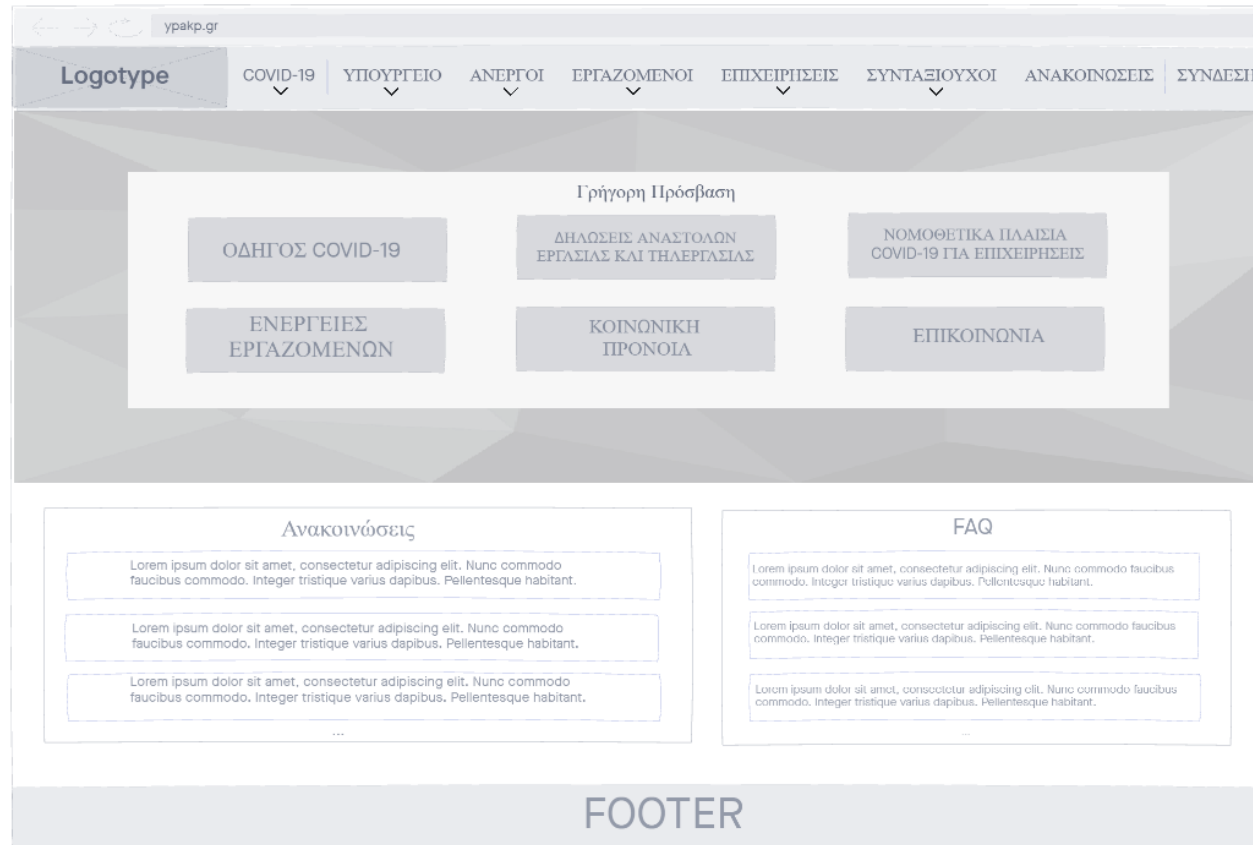 ypakp.gr
Logotype COVID-19 ΥΠΟΥΡΓΕΙΟ ΑΝΕΡΓΟΙ ΕΡΓΑΖΟΜΕΝΟΙ ΕΠΙΧΕΙΡΗΣΕΙΣ ΣΥΝΤΑΞΙΟΥΧΟΙ ΑΝΑΚΟΙΝΩΣΕΙΣ ΣΥΝΔΕΣΗ
Γρήγορη Πρόσβαση
ΟΔΗΓΟΣ COVID-19
ΔΗΛΩΣΕΙΣ ΑΝΑΣΤΟΛΩΝ
ΕΡΓΑΣΙΑΣ ΚΑΙ ΤΗΛΕΡΓΑΣΙΑΣ
ΝΟΜΟΘΕΤΙΚΑ ΠΛΑΙΣΙΑ
COVID-19 ΓΙΑ ΕΠΙΧΕΙΡΗΣΕΙΣ
ΕΝΕΡΓΕΙΕΣ
ΕΡΓΑΖΟΜΕΝΩΝ
ΚΟΙΝΩΝΙΚΗ
ΠΡΟΝΟΙΑ
ΕΠΙΚΟΙΝΩΝΙΑ
Ανακοινώσεις
Lorem ipsum dolor sit amet, consectetur adipiscing elit. Nunc commodo
faucibus commodo. Integer tristique varius dapibus. Pellentesque habitant.
Lorem ipsum dolor sit amet, consectetur adipiscing elit. Nunc commodo
faucibus commodo. Integer tristique varius dapibus. Pellentesque habitant.
Lorem ipsum dolor sit amet, consectetur adipiscing elit. Nunc commodo
faucibus commodo. Integer tristique varius dapibus. Pellentesque habitant.
...
FAQ
Lorem ipsum dolor sit amet, consectetur adipiscing elit. Nunc commodo faucibus
commodo. Integer tristique varius dapibus. Pellentesque habitant.
Lorem ipsum dolor sit amet, consectetur adipiscing elit. Nunc commodo faucibus
commodo. Integer tristique varius dapibus. Pellentesque habitant.
Lorem ipsum dolor sit amet, consectetur adipiscing elit. Nunc commodo faucibus
commodo. Integer tristique varius dapibus. Pellentesque habitant.
...
FOOTER